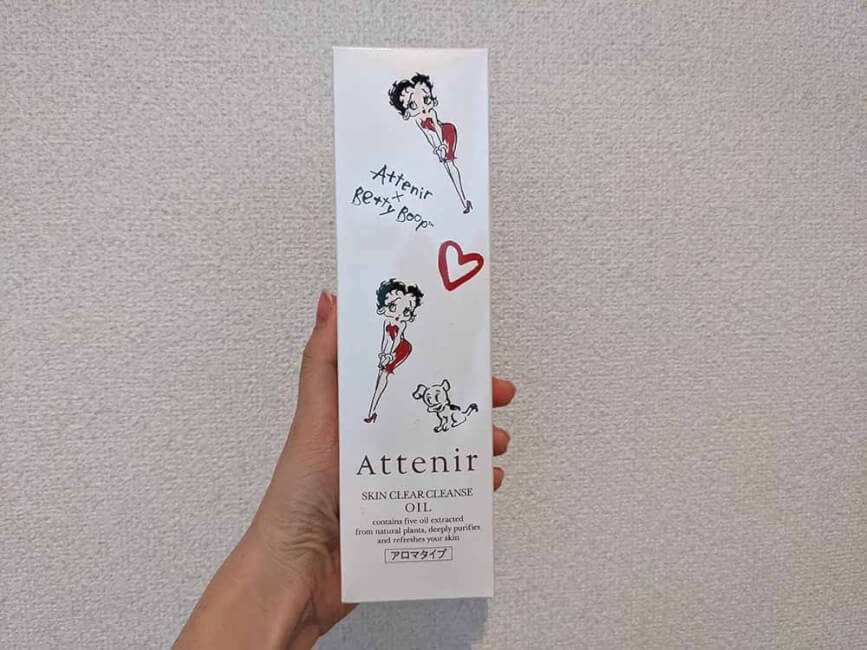 Attenir
×
Betty Boop™
Attenir
SKIN CLEAR CLEANSE
OIL
contains five oil extracted
from natural plants, deeply purifies
and refreshes your skin
アロマタイプ